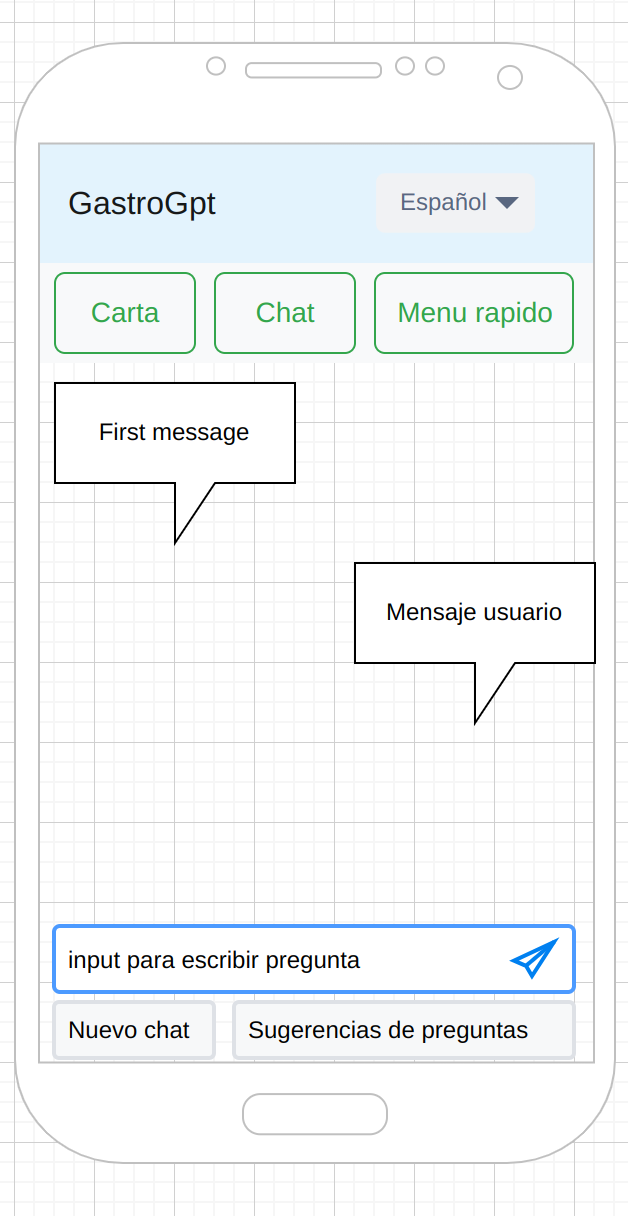 GastroGpt
Español
Carta
Chat
Menu rapido
First message
Mensaje usuario
input para escribir pregunta
Nuevo chat
Sugerencias de preguntas